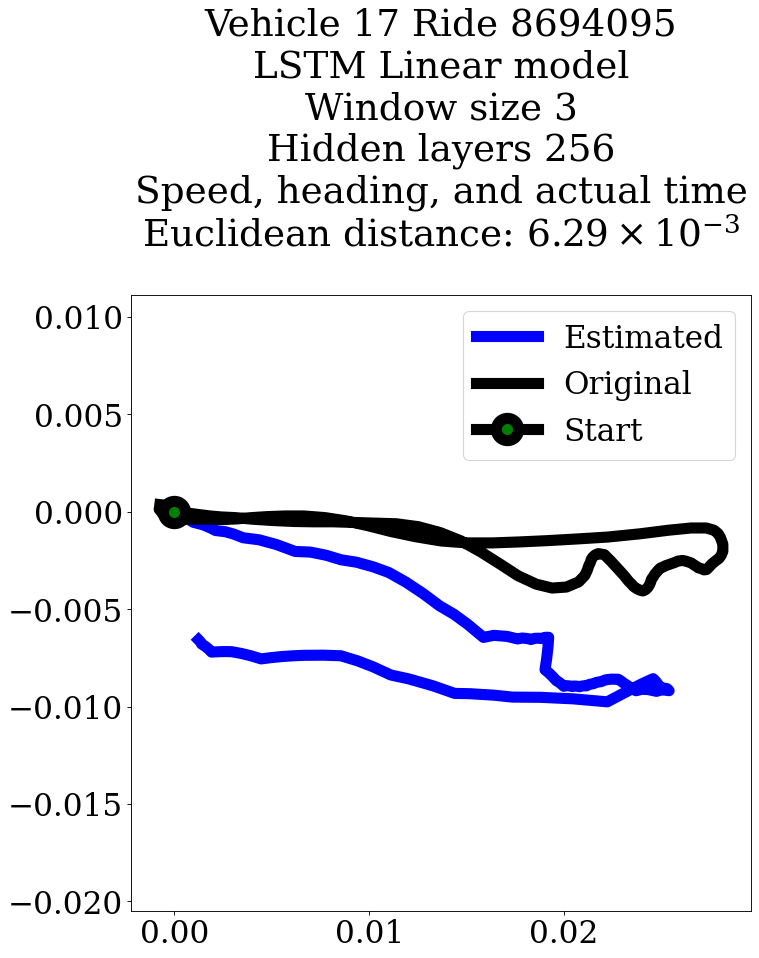 Vehicle 17 Ride 8694095
LSTM Linear model
Window size 3
Hidden layers 256
Speed, heading, and actual time
Euclidean distance: 6.29 × 10⁻³
Estimated
Original
Start
0.010
0.005
0.000
−0.005
−0.010
−0.015
−0.020
0.00 0.01 0.02